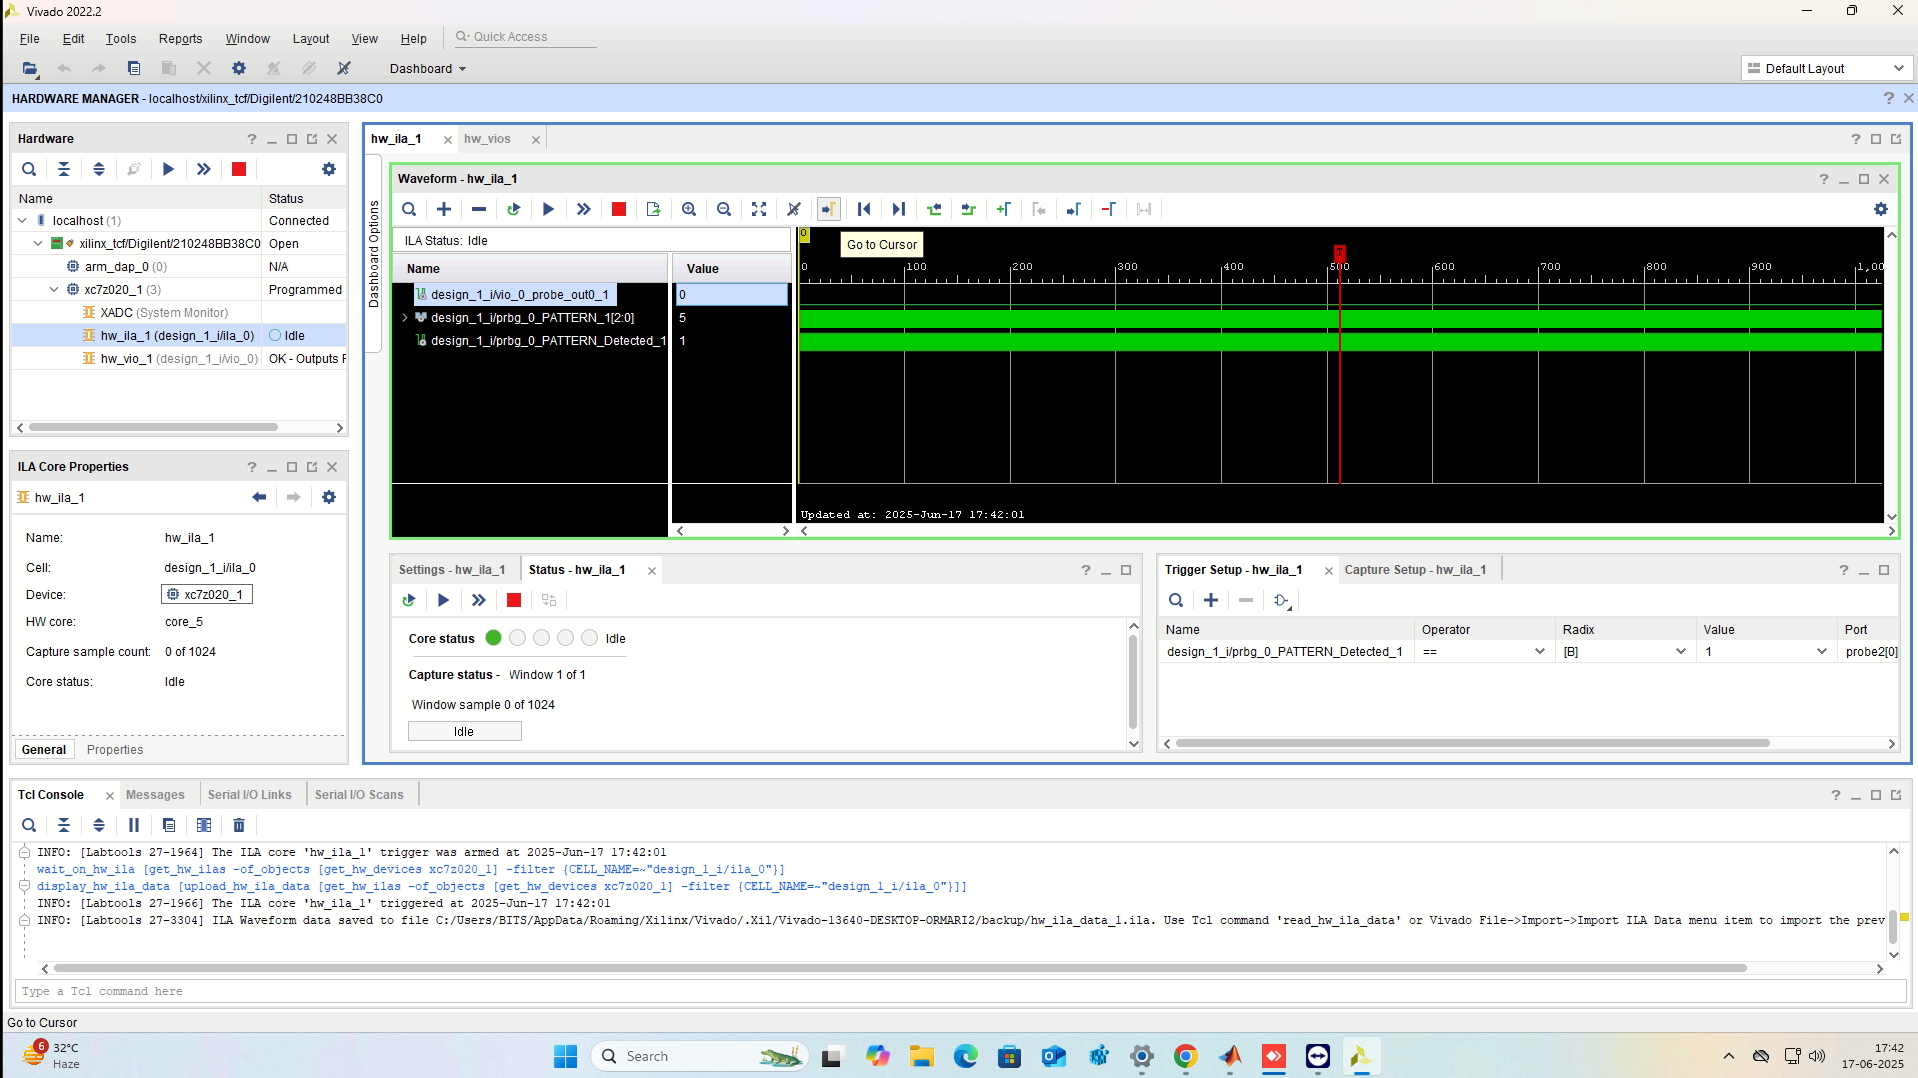 Vivado 2022.2
File Edit Tools Reports Window Layout View Help Quick Access
Dashboard Default Layout
HARDWARE MANAGER - localhost/xilinx_tcf/Digilent/210248BB38C0
Hardware
Name Status
localhost (1) Connected
xilinx_tcf/Digilent/210248BB38C0 Open
arm_dap_0 (0) N/A
xc7z020_1 (3) Programmed
XADC (System Monitor)
hw_ila_1 (design_1_i/ila_0) Idle
hw_vio_1 (design_1_i/vio_0) OK - Outputs F
ILA Core Properties
hw_ila_1
Name: hw_ila_1
Cell: design_1_i/ila_0
Device: xc7z020_1
HW core: core_5
Capture sample count: 0 of 1024
Core status: Idle
General Properties
hw_ila_1 hw_vios
Dashboard Options
Waveform - hw_ila_1
ILA Status: Idle
Go to Cursor
Name Value
0
T
0 100 200 300 400 500 600 700 800 900 1,00
design_1_i/vio_0_probe_out0_1 0
design_1_i/prbg_0_PATTERN_1[2:0] 5
design_1_i/prbg_0_PATTERN_Detected_1 1
Updated at: 2025-Jun-17 17:42:01
Settings - hw_ila_1 Status - hw_ila_1
Core status Idle
Capture status - Window 1 of 1
Window sample 0 of 1024
Idle
Trigger Setup - hw_ila_1 Capture Setup - hw_ila_1
Name Operator Radix Value Port
design_1_i/prbg_0_PATTERN_Detected_1 == [B] 1 probe2[0]
Tcl Console Messages Serial I/O Links Serial I/O Scans
INFO: [Labtools 27-1964] The ILA core 'hw_ila_1' trigger was armed at 2025-Jun-17 17:42:01
wait_on_hw_ila [get_hw_ilas -of_objects [get_hw_devices xc7z020_1] -filter {CELL_NAME=~"design_1_i/ila_0"}]
display_hw_ila_data [upload_hw_ila_data [get_hw_ilas -of_objects [get_hw_devices xc7z020_1] -filter {CELL_NAME=~"design_1_i/ila_0"}]]
INFO: [Labtools 27-1966] The ILA core 'hw_ila_1' triggered at 2025-Jun-17 17:42:01
INFO: [Labtools 27-3304] ILA Waveform data saved to file C:/Users/BITS/AppData/Roaming/Xilinx/Vivado/.Xil/Vivado-13640-DESKTOP-ORMARI2/backup/hw_ila_data_1.ila. Use Tcl command 'read_hw_ila_data' or Vivado File->Import->Import ILA Data menu item to import the prev
Type a Tcl command here
Go to Cursor
6 32°C
Haze
Search
17:42
17-06-2025